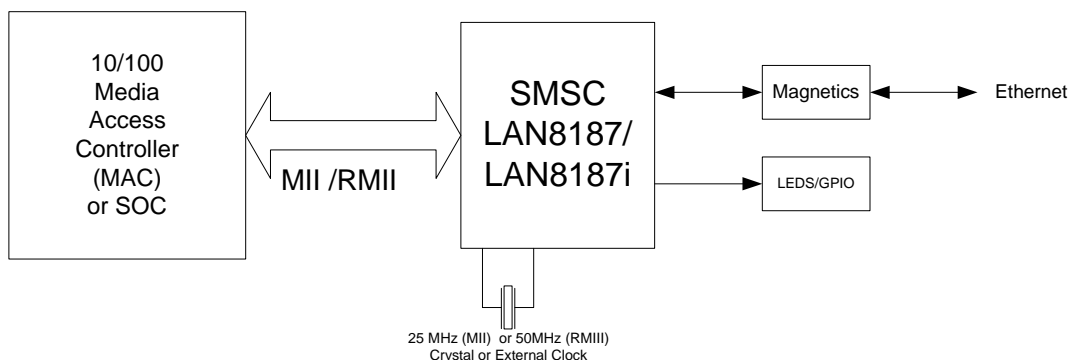 10/100
Media
Access
Controller
(MAC)
or SOC
MII /RMII
SMSC
LAN8187/
LAN8187i
Magnetics
Ethernet
LEDS/GPIO
25 MHz (MII) or 50MHz (RMIII)
Crystal or External Clock